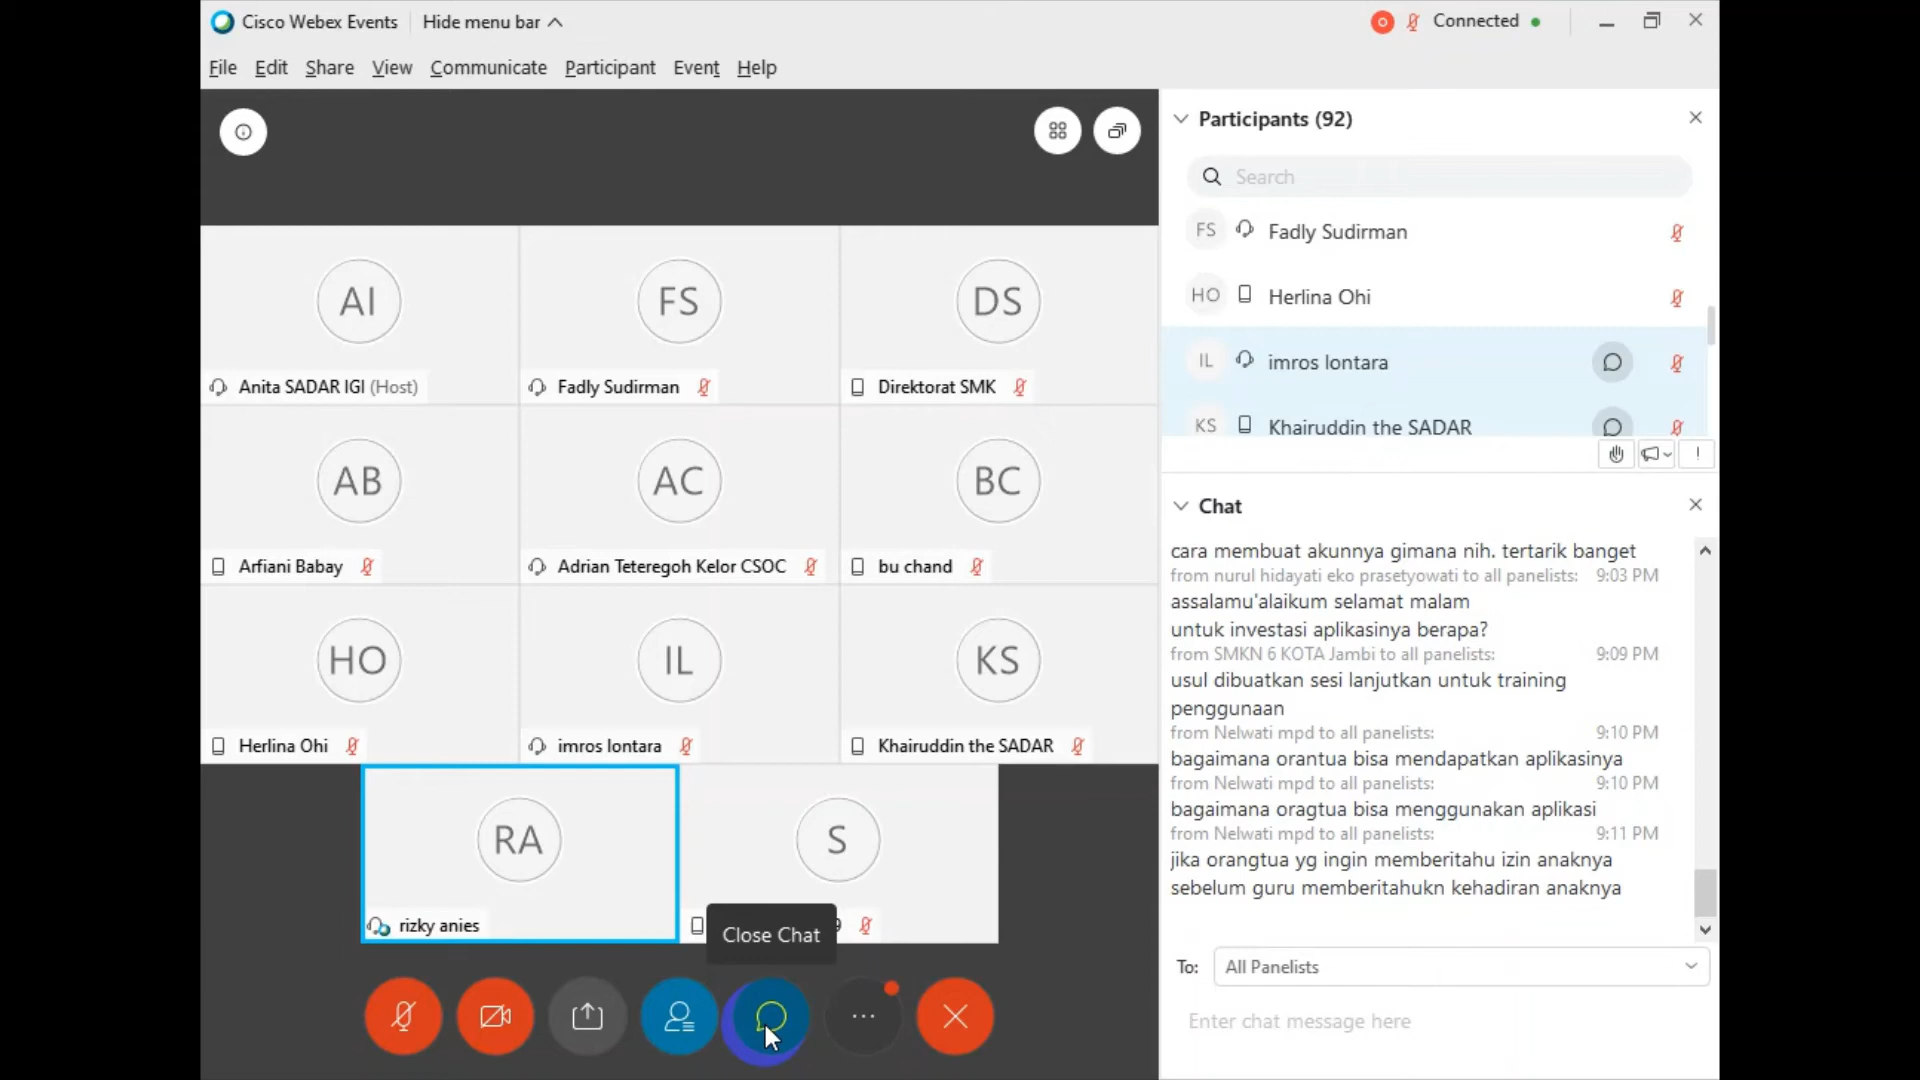 Cisco Webex Events
Hide menu bar
Connected
File Edit Share View Communicate Participant Event Help
AI
Anita SADAR IGI (Host)
FS
Fadly Sudirman
DS
Direktorat SMK
AB
Arfiani Babay
AC
Adrian Teteregoh Kelor CSOC
BC
bu chand
HO
Herlina Ohi
IL
imros lontara
KS
Khairuddin the SADAR
RA
rizky anies
S
Close Chat
Participants (92)
Search
FS Fadly Sudirman
HO Herlina Ohi
IL imros lontara
KS Khairuddin the SADAR
Chat
cara membuat akunnya gimana nih. tertarik banget
from nurul hidayati eko prasetyowati to all panelists: 9:03 PM
assalamu'alaikum selamat malam
untuk investasi aplikasinya berapa?
from SMKN 6 KOTA Jambi to all panelists: 9:09 PM
usul dibuatkan sesi lanjutkan untuk training
penggunaan
from Nelwati mpd to all panelists: 9:10 PM
bagaimana orantua bisa mendapatkan aplikasinya
from Nelwati mpd to all panelists: 9:10 PM
bagaimana oragtua bisa menggunakan aplikasi
from Nelwati mpd to all panelists: 9:11 PM
jika orangtua yg ingin memberitahu izin anaknya
sebelum guru memberitahukn kehadiran anaknya
To: All Panelists
Enter chat message here